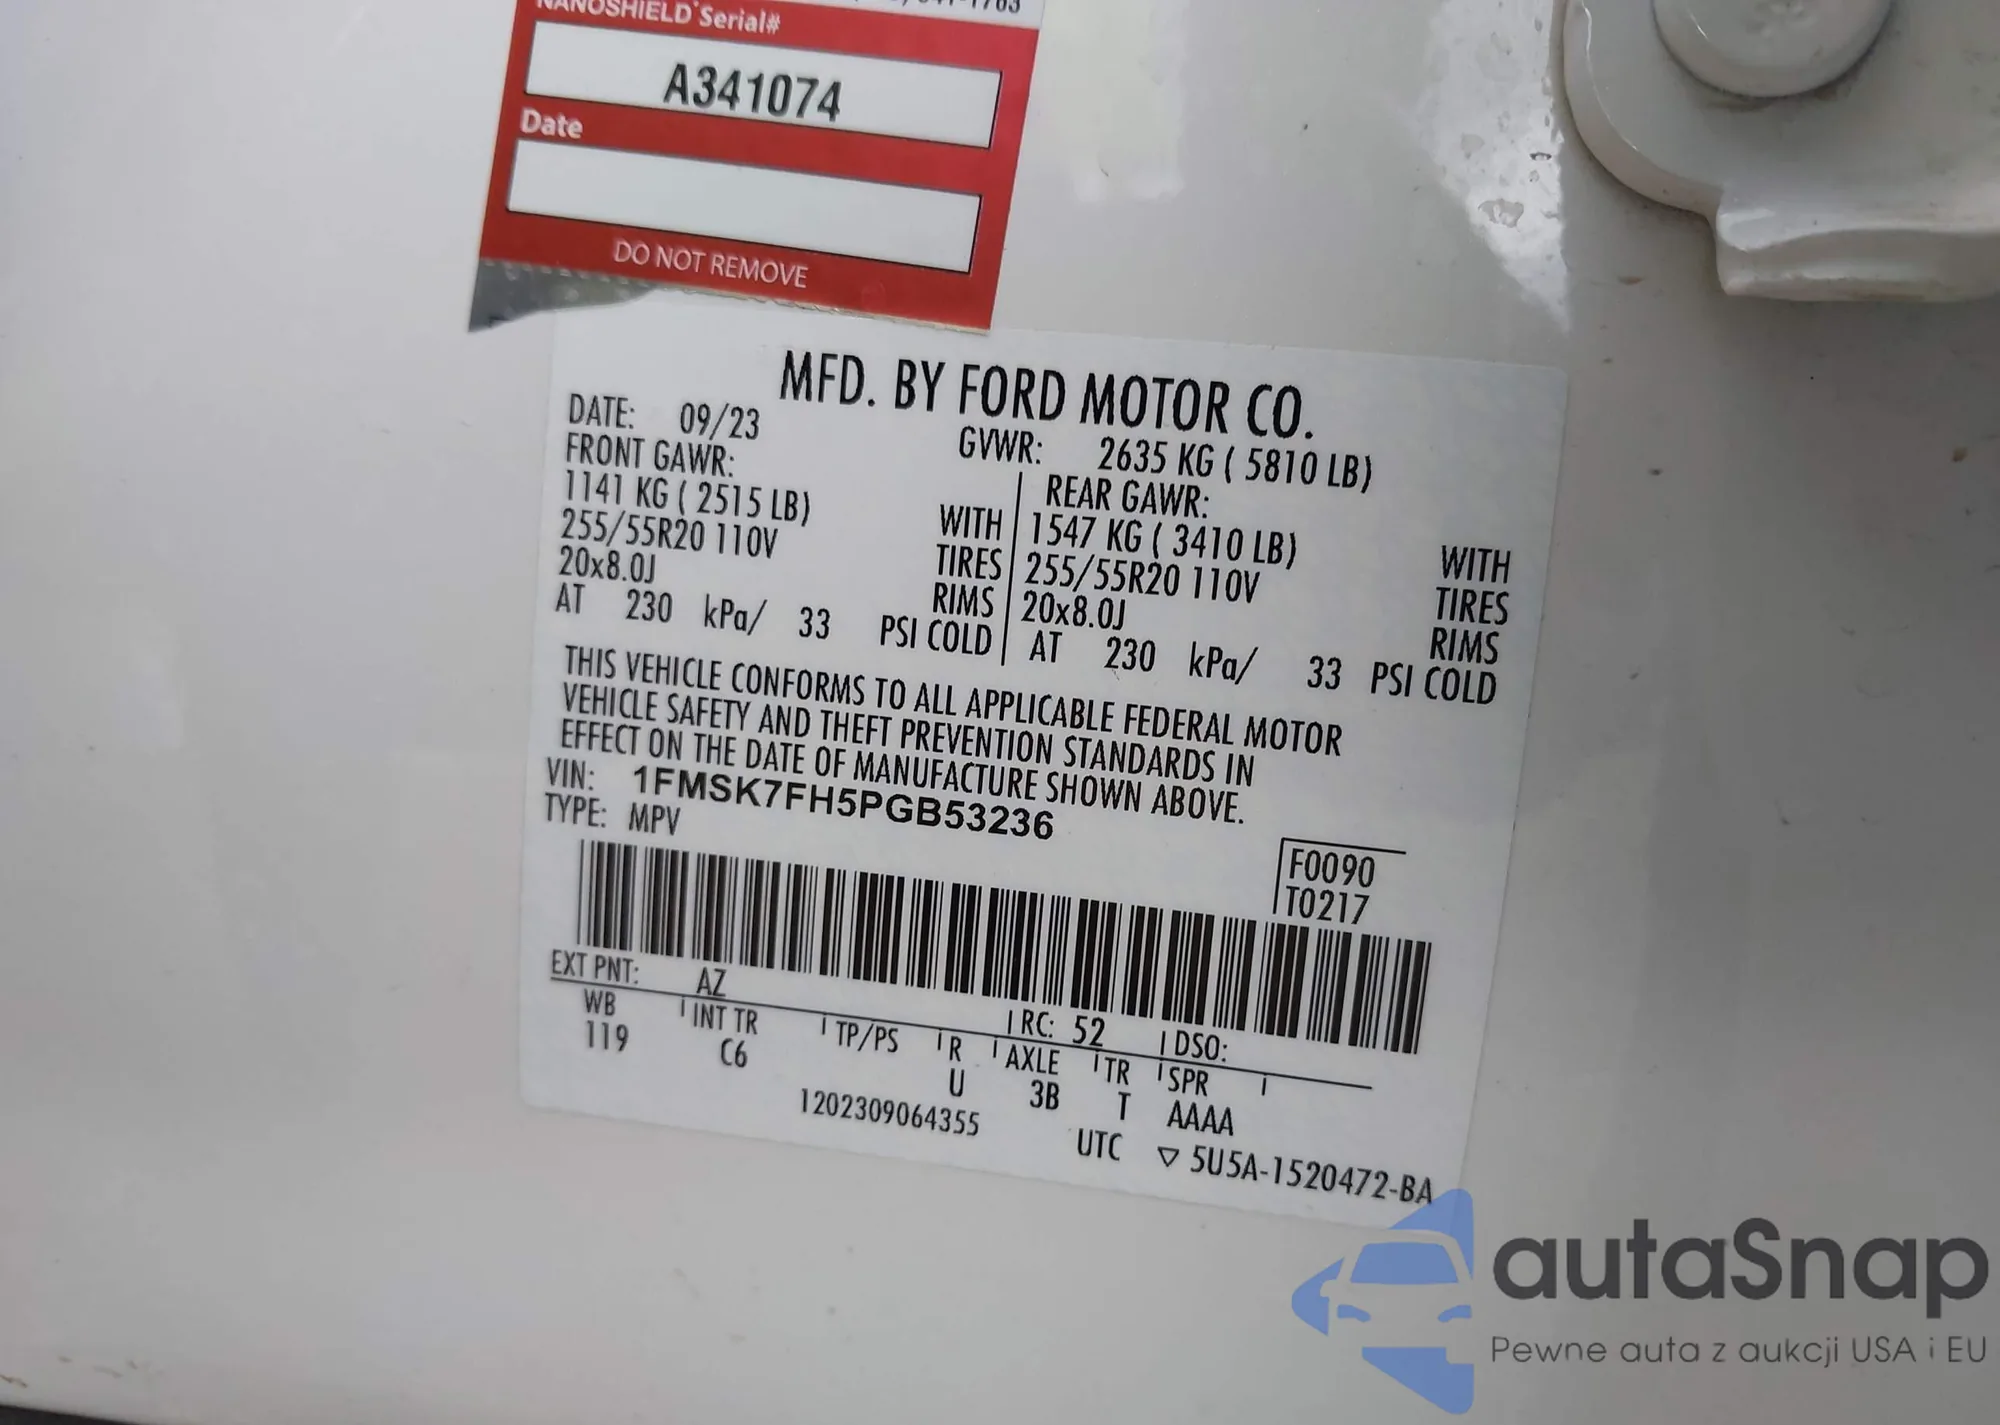 NANOSHIELD Serial#
A341074
Date
DO NOT REMOVE
MFD. BY FORD MOTOR CO.
DATE: 09/23 GVWR: 2635 KG ( 5810 LB)
FRONT GAWR: REAR GAWR:
1141 KG ( 2515 LB) WITH 1547 KG ( 3410 LB) WITH
255/55R20 110V TIRES 255/55R20 110V TIRES
20x8.0J RIMS 20x8.0J RIMS
AT 230 kPa/ 33 PSI COLD AT 230 kPa/ 33 PSI COLD
THIS VEHICLE CONFORMS TO ALL APPLICABLE FEDERAL MOTOR
VEHICLE SAFETY AND THEFT PREVENTION STANDARDS IN
EFFECT ON THE DATE OF MANUFACTURE SHOWN ABOVE.
VIN: 1FMSK7FH5PGB53236
TYPE: MPV
F0090
T0217
EXT PNT: AZ RC: 52 DSO:
WB INT TR TP/PS R AXLE TR SPR
119 C6 U 3B T AAAA
1202309064355 UTC ▽ 5U5A-1520472-BA
autaSnap
Pewne auta z aukcji USA i EU